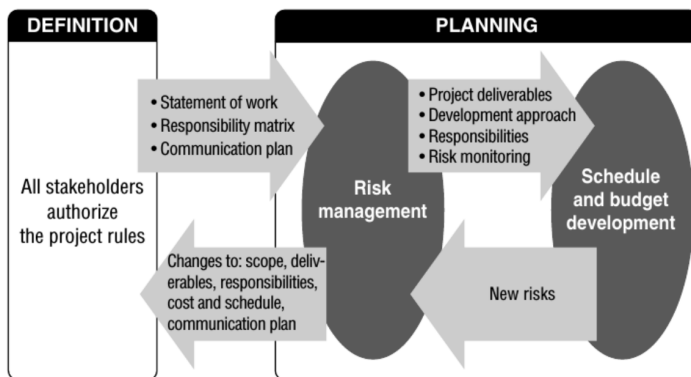 DEFINITION
PLANNING
• Statement of work
• Responsibility matrix
• Communication plan
• Project deliverables
• Development approach
• Responsibilities
• Risk monitoring
All stakeholders
authorize
the project rules
Risk
management
Schedule
and budget
development
Changes to: scope, deliv-
erables, responsibilities,
cost and schedule,
communication plan
New risks